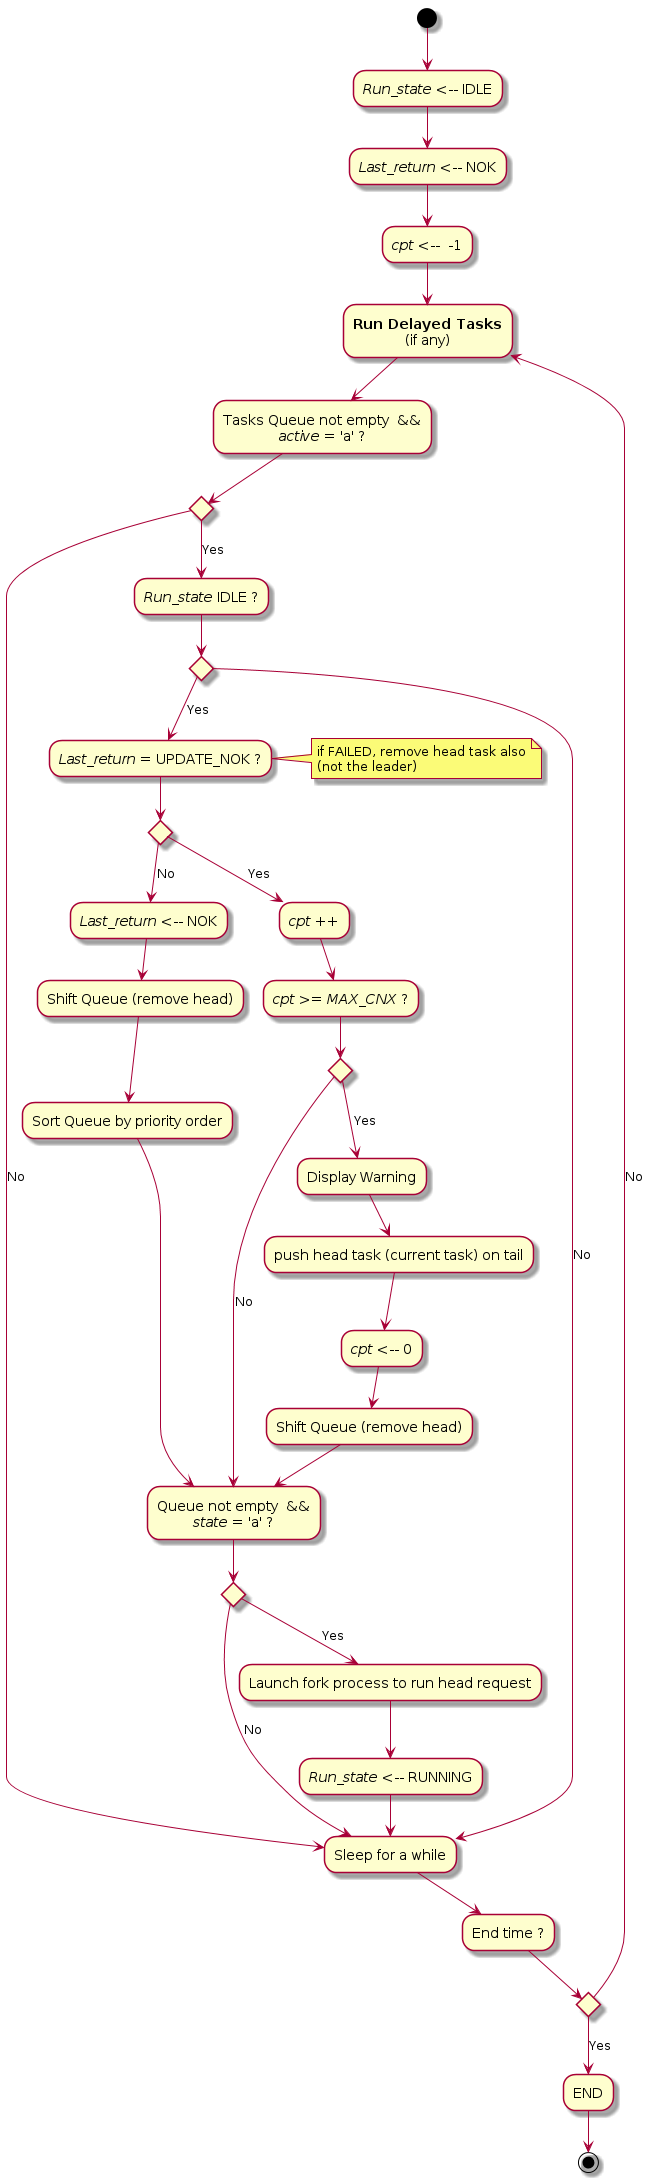 Run_state <-- IDLE
Last_return <-- NOK
cpt <--  -1
Run Delayed Tasks
(if any)
Tasks Queue not empty  &&
active = 'a' ?
Yes
Run_state IDLE ?
Yes
Last_return = UPDATE_NOK ?
if FAILED, remove head task also
(not the leader)
No
Yes
Last_return <-- NOK
cpt ++
Shift Queue (remove head)
cpt >= MAX_CNX ?
Sort Queue by priority order
Yes
No
Display Warning
No
push head task (current task) on tail
No
No
cpt <-- 0
Shift Queue (remove head)
Queue not empty  &&
state = 'a' ?
Yes
Launch fork process to run head request
No
Run_state <-- RUNNING
Sleep for a while
End time ?
Yes
END